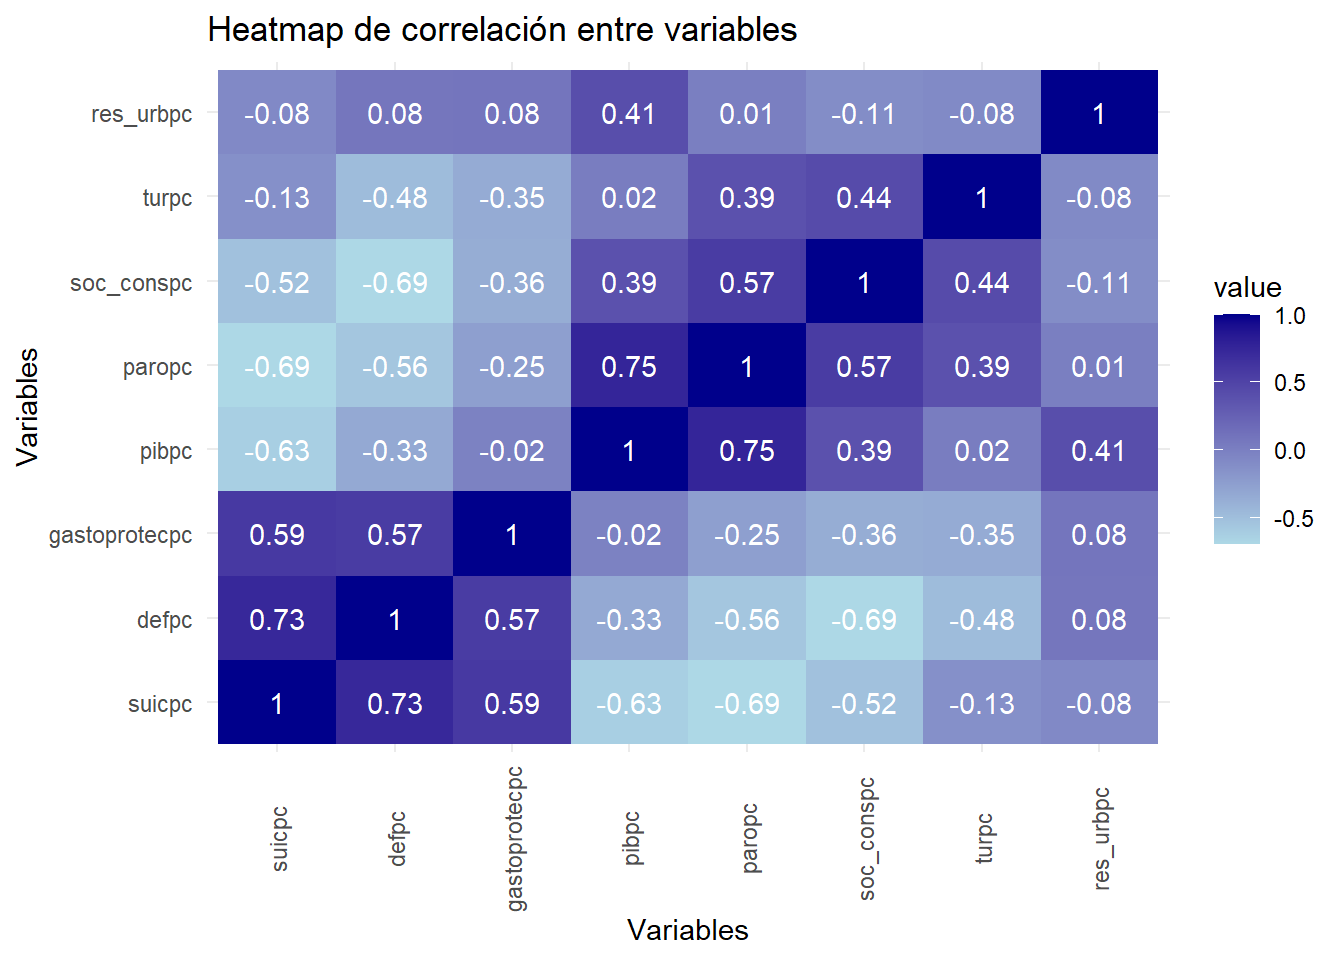 Heatmap de correlación entre variables
res_urbpc -0.08 0.08 0.08 0.41 0.01 -0.11 -0.08 1
turpc -0.13 -0.48 -0.35 0.02 0.39 0.44 1 -0.08
soc_conspc -0.52 -0.69 -0.36 0.39 0.57 1 0.44 -0.11
paropc -0.69 -0.56 -0.25 0.75 1 0.57 0.39 0.01
pibpc -0.63 -0.33 -0.02 1 0.75 0.39 0.02 0.41
gastoprotecpc 0.59 0.57 1 -0.02 -0.25 -0.36 -0.35 0.08
defpc 0.73 1 0.57 -0.33 -0.56 -0.69 -0.48 0.08
suicpc 1 0.73 0.59 -0.63 -0.69 -0.52 -0.13 -0.08
Variables
suicpc defpc gastoprotecpc pibpc paropc soc_conspc turpc res_urbpc
Variables
value
1.0
0.5
0.0
-0.5